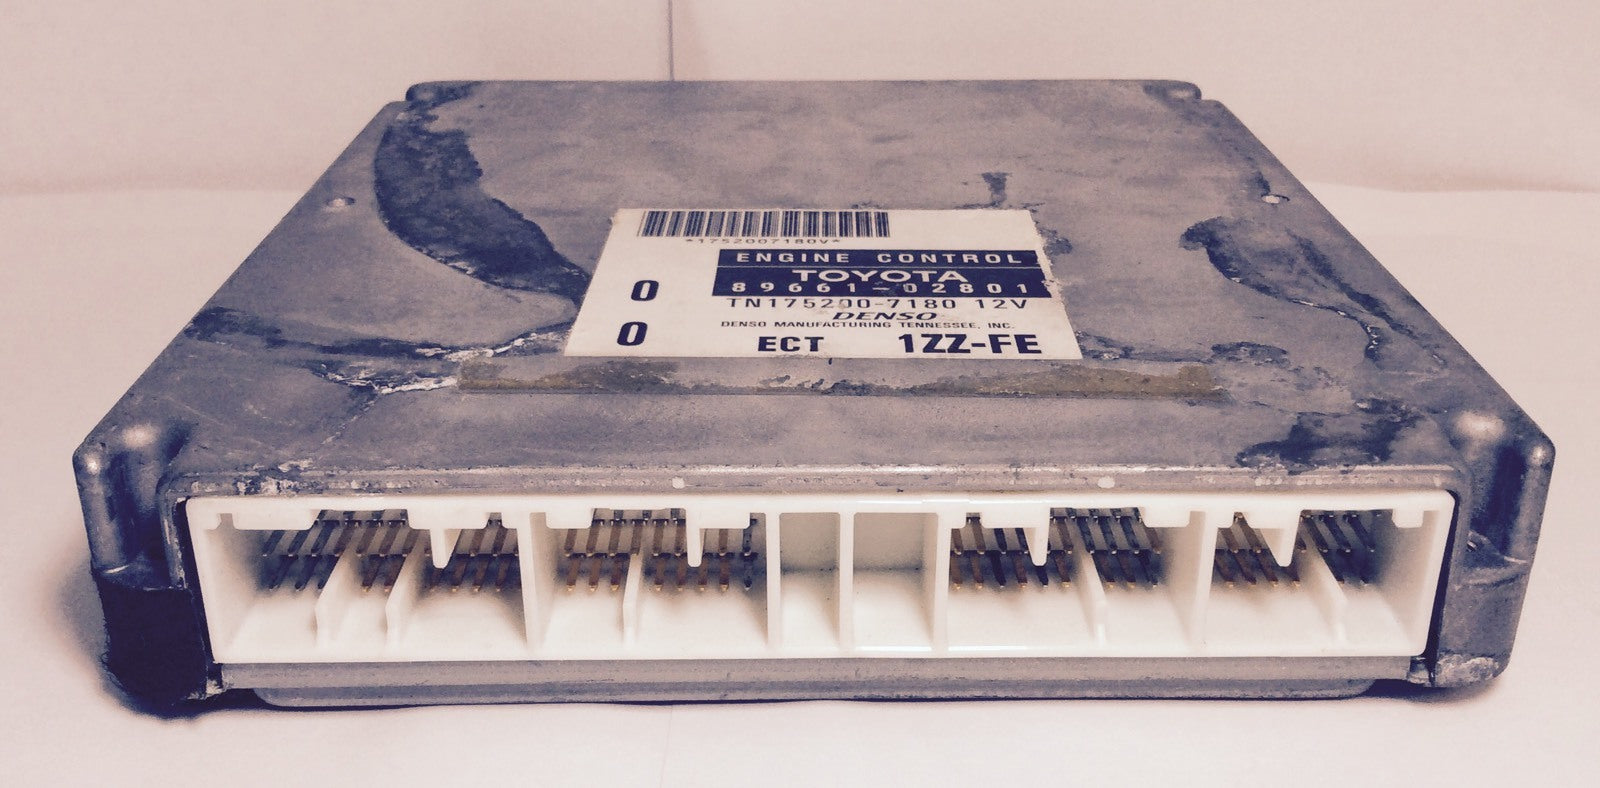 *1752007180V*
ENGINE CONTROL
TOYOTA
0 89661-02801
TN175200-7180 12V
DENSO
DENSO MANUFACTURING TENNESSEE, INC.
0 ECT 1ZZ-FE